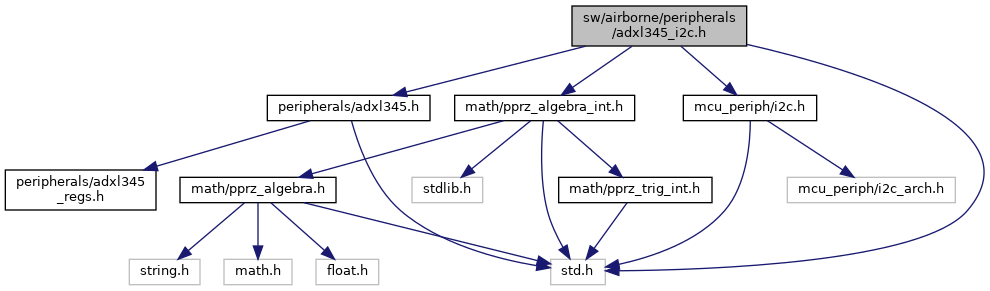 sw/airborne/peripherals
/adxl345_i2c.h
peripherals/adxl345.h
math/pprz_algebra_int.h
mcu_periph/i2c.h
peripherals/adxl345
_regs.h
math/pprz_algebra.h
stdlib.h
math/pprz_trig_int.h
mcu_periph/i2c_arch.h
string.h
math.h
float.h
std.h